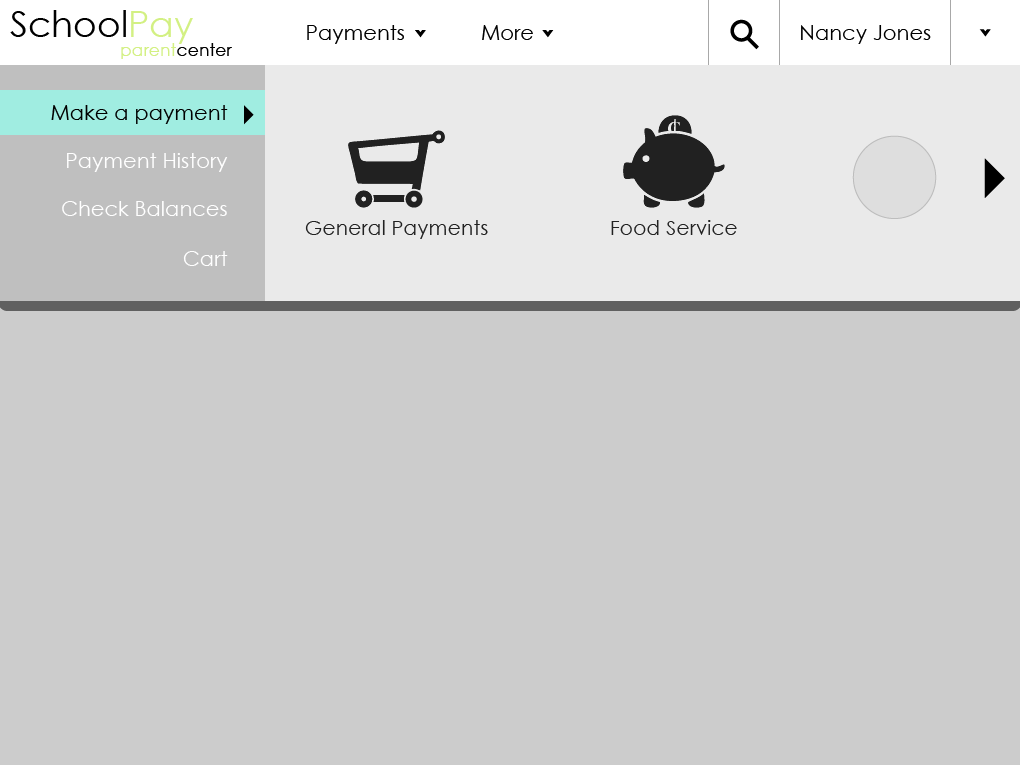 SchoolPay
parentcenter
Payments
More
Nancy Jones
Make a payment
Payment History
Check Balances
Cart
¢
General Payments
Food Service